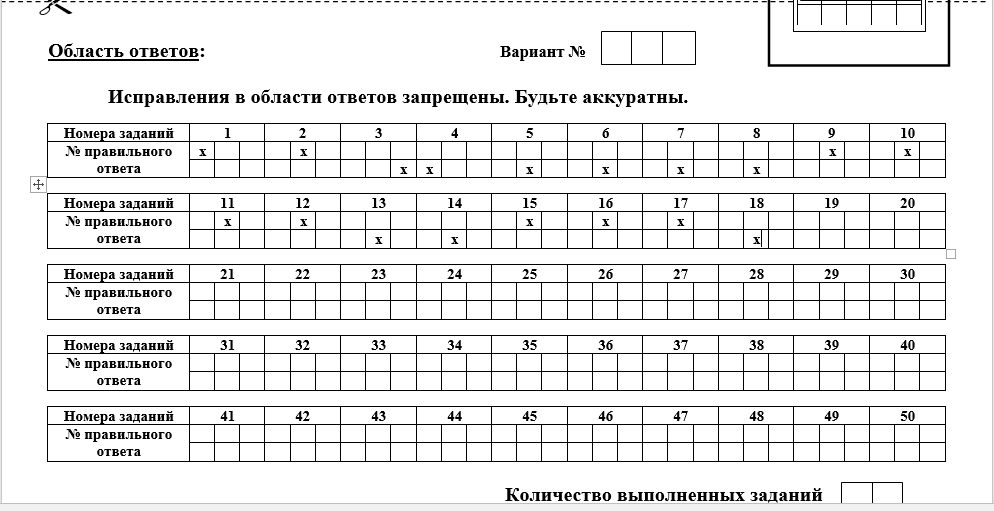 Область ответов:
Вариант №
Исправления в области ответов запрещены. Будьте аккуратны.
Номера заданий 1 2 3 4 5 6 7 8 9 10
№ правильного
x x x x
ответа
x x x x x x
Номера заданий 11 12 13 14 15 16 17 18 19 20
№ правильного
x x x x x
ответа
x x x
Номера заданий 21 22 23 24 25 26 27 28 29 30
№ правильного
ответа
Номера заданий 31 32 33 34 35 36 37 38 39 40
№ правильного
ответа
Номера заданий 41 42 43 44 45 46 47 48 49 50
№ правильного
ответа
Количество выполненных заданий